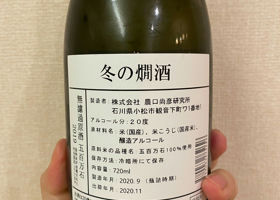 冬の燗酒
無濾過原酒 五百万石
2019
製造者：株式会社 農口尚彦研究所
石川県小松市観音下町ワ1番1
アルコール分：20度
原材料名：米(国産)、米こうじ(国産米)、
醸造アルコール
原料米の品種名：五百万石100%使用
保存方法：冷暗所にて保存
内容量：720ml
製造年月：2020.9
出荷年月：2020.11